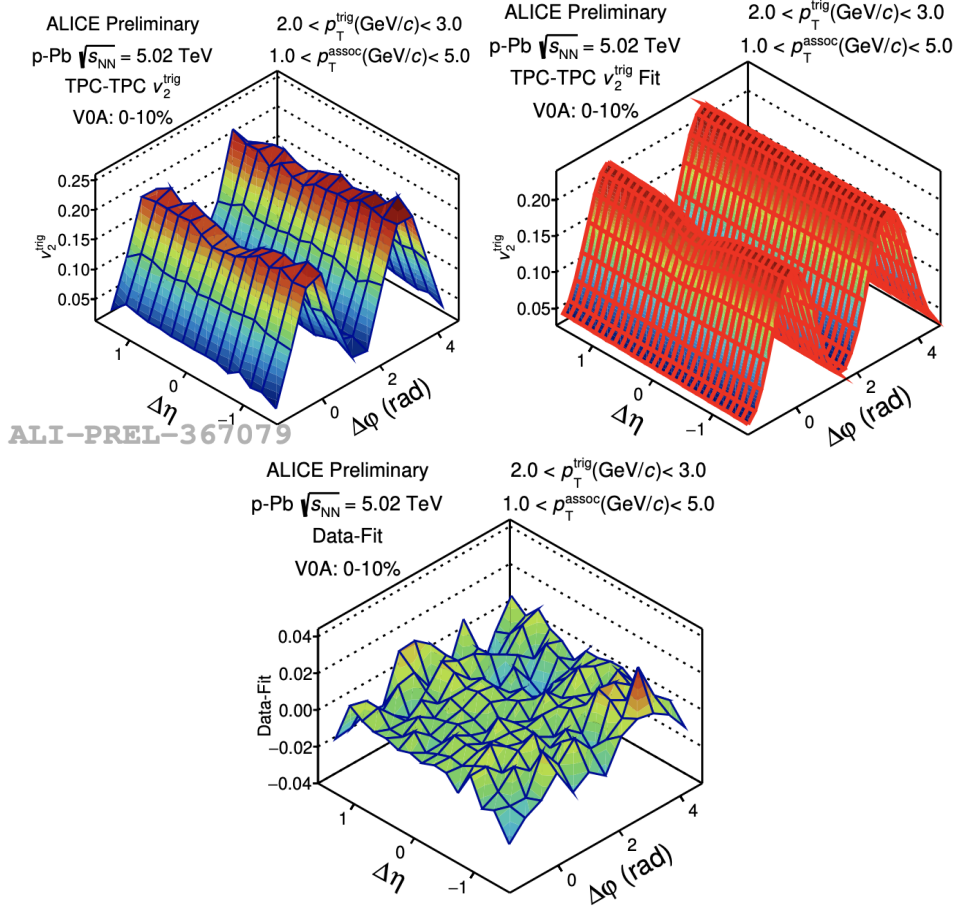 ALICE Preliminary
2.0 < p_T^trig(GeV/c)< 3.0
p-Pb √s_NN = 5.02 TeV
1.0 < p_T^assoc(GeV/c)< 5.0
TPC-TPC v_2^trig
V0A: 0-10%
v_2^trig
0.25
0.20
0.15
0.10
0.05
1
0
−1
Δη
0
2
4
Δφ (rad)
ALI−PREL−367079
ALICE Preliminary
2.0 < p_T^trig(GeV/c)< 3.0
p-Pb √s_NN = 5.02 TeV
1.0 < p_T^assoc(GeV/c)< 5.0
TPC-TPC v_2^trig Fit
V0A: 0-10%
v_2^trig
0.20
0.15
0.10
0.05
1
0
−1
Δη
0
2
4
Δφ (rad)
ALICE Preliminary
2.0 < p_T^trig(GeV/c)< 3.0
p-Pb √s_NN = 5.02 TeV
1.0 < p_T^assoc(GeV/c)< 5.0
Data-Fit
V0A: 0-10%
Data-Fit
0.04
0.02
0.00
−0.02
−0.04
1
0
−1
Δη
0
2
4
Δφ (rad)